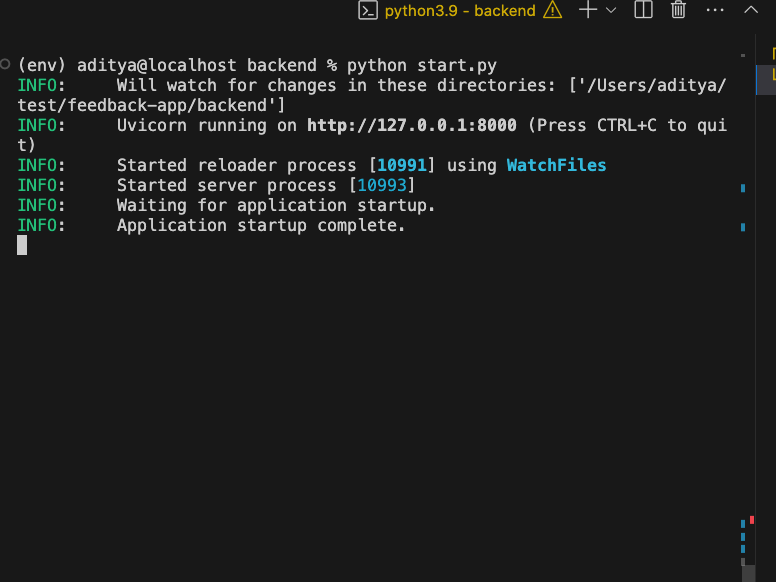 python3.9 - backend
(env) aditya@localhost backend % python start.py
INFO:     Will watch for changes in these directories: ['/Users/aditya/
test/feedback-app/backend']
INFO:     Uvicorn running on http://127.0.0.1:8000 (Press CTRL+C to qui
t)
INFO:     Started reloader process [10991] using WatchFiles
INFO:     Started server process [10993]
INFO:     Waiting for application startup.
INFO:     Application startup complete.